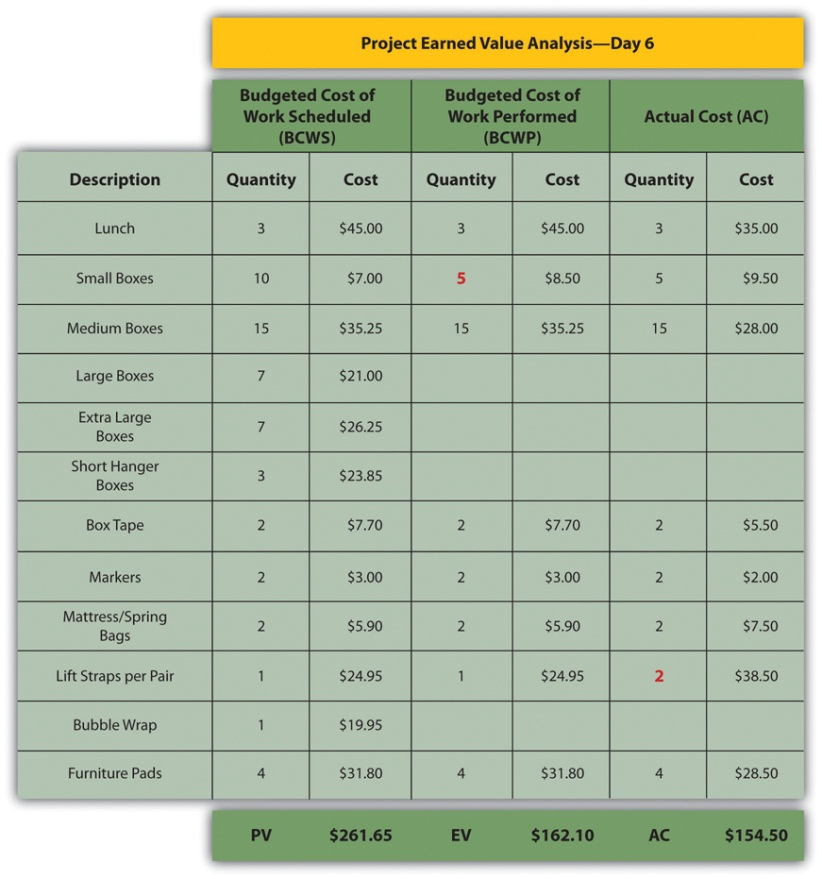 Project Earned Value Analysis—Day 6
Budgeted Cost of Work Scheduled (BCWS) Budgeted Cost of Work Performed (BCWP) Actual Cost (AC)
Description Quantity Cost Quantity Cost Quantity Cost
Lunch 3 $45.00 3 $45.00 3 $35.00
Small Boxes 10 $7.00 5 $8.50 5 $9.50
Medium Boxes 15 $35.25 15 $35.25 15 $28.00
Large Boxes 7 $21.00
Extra Large Boxes 7 $26.25
Short Hanger Boxes 3 $23.85
Box Tape 2 $7.70 2 $7.70 2 $5.50
Markers 2 $3.00 2 $3.00 2 $2.00
Mattress/Spring Bags 2 $5.90 2 $5.90 2 $7.50
Lift Straps per Pair 1 $24.95 1 $24.95 2 $38.50
Bubble Wrap 1 $19.95
Furniture Pads 4 $31.80 4 $31.80 4 $28.50
PV $261.65 EV $162.10 AC $154.50